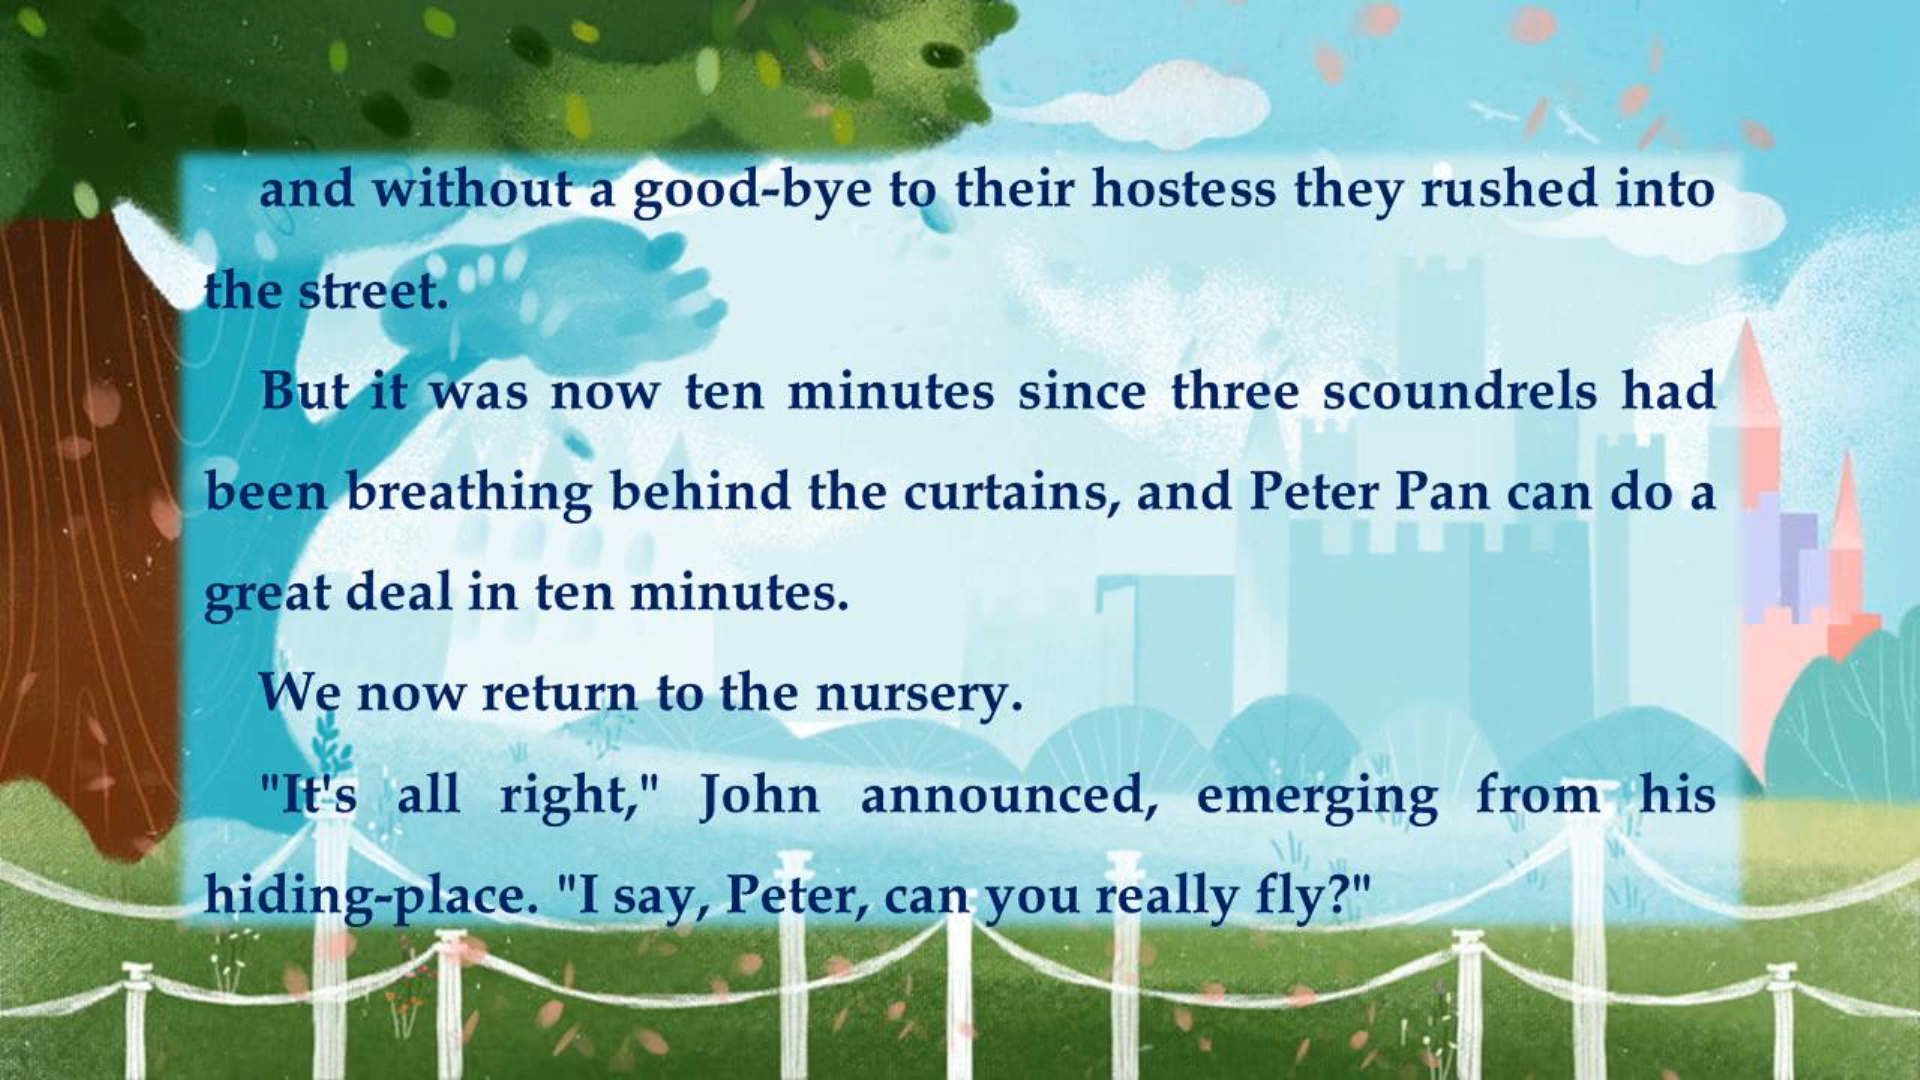 and without a good-bye to their hostess they rushed into
the street.
But it was now ten minutes since three scoundrels had
been breathing behind the curtains, and Peter Pan can do a
great deal in ten minutes.
We now return to the nursery.
"It's all right," John announced, emerging from his
hiding-place. "I say, Peter, can you really fly?"